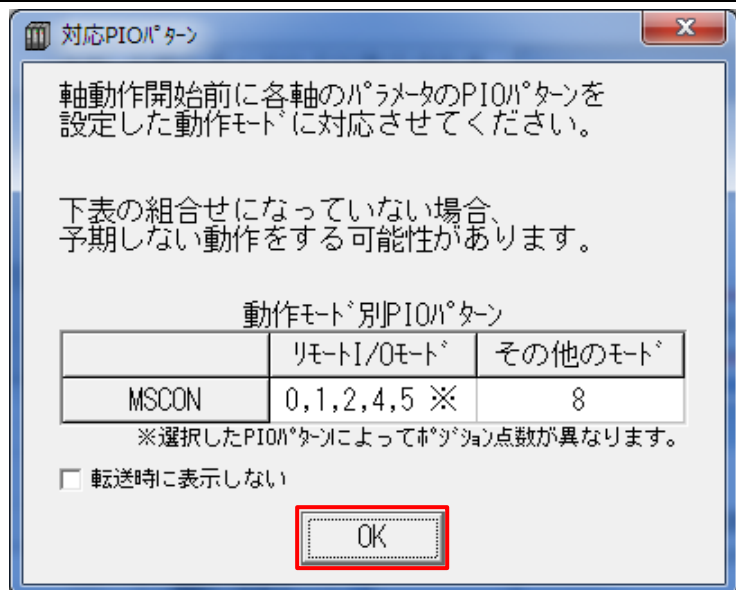 対応PIOﾊﾟﾀｰﾝ
軸動作開始前に各軸のﾊﾟﾗﾒｰﾀのPIOﾊﾟﾀｰﾝを
設定した動作ﾓｰﾄﾞに対応させてください。
下表の組合せになっていない場合、
予期しない動作をする可能性があります。
動作ﾓｰﾄﾞ別PIOﾊﾟﾀｰﾝ
ﾘﾓｰﾄI/Oﾓｰﾄﾞ その他のﾓｰﾄﾞ
MSCON 0,1,2,4,5 ※ 8
※選択したPIOﾊﾟﾀｰﾝによってﾎﾟｼﾞｼｮﾝ点数が異なります。
転送時に表示しない
OK